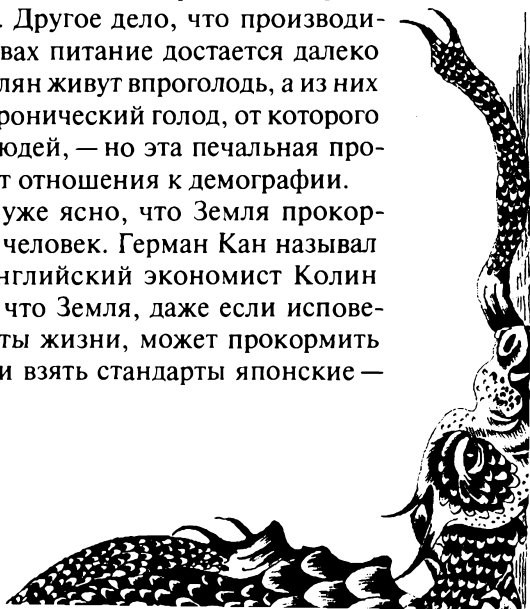 . Другое дело, что производи-
вах питание достается далеко
лян живут впроголодь, а из них
ронический голод, от которого
юдей, — но эта печальная про-
т отношения к демографии.
уже ясно, что Земля прокор-
человек. Герман Кан называл
нглийский экономист Колин
что Земля, даже если испове-
ты жизни, может прокормить
и взять стандарты японские —